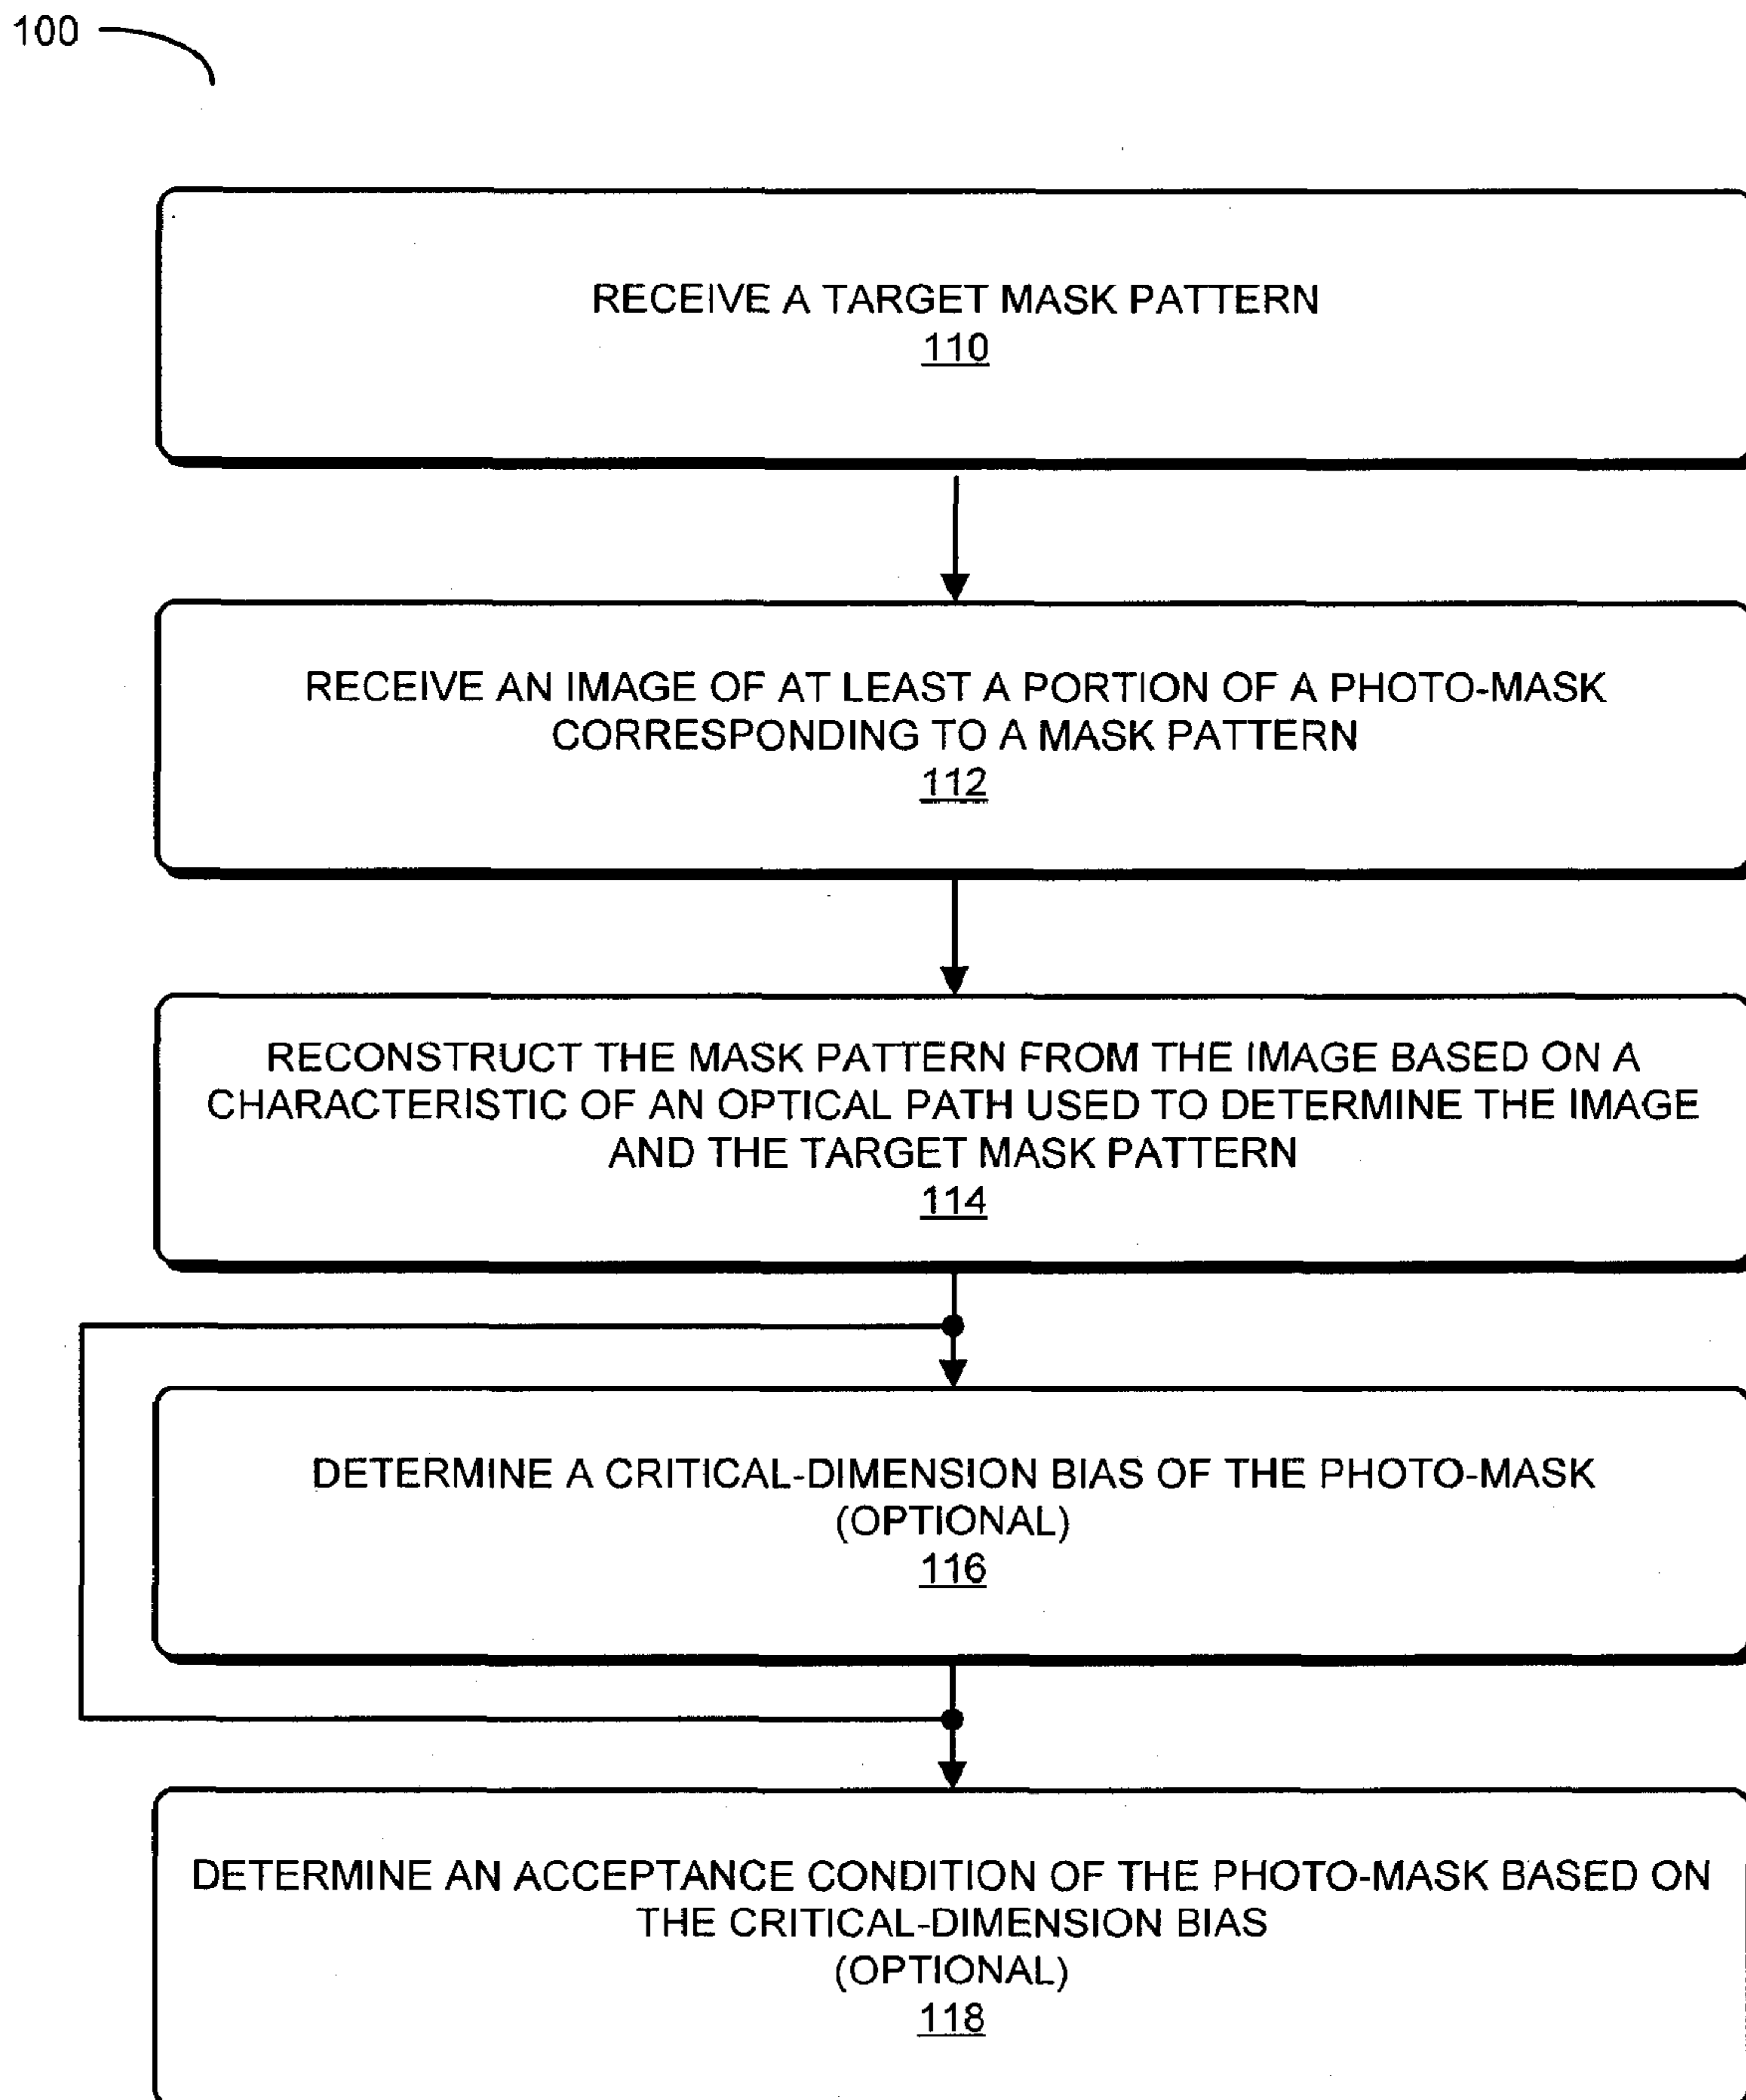 100
RECEIVE A TARGET MASK PATTERN
110
RECEIVE AN IMAGE OF AT LEAST A PORTION OF A PHOTO-MASK
CORRESPONDING TO A MASK PATTERN
112
RECONSTRUCT THE MASK PATTERN FROM THE IMAGE BASED ON A
CHARACTERISTIC OF AN OPTICAL PATH USED TO DETERMINE THE IMAGE
AND THE TARGET MASK PATTERN
114
DETERMINE A CRITICAL-DIMENSION BIAS OF THE PHOTO-MASK
(OPTIONAL)
116
DETERMINE AN ACCEPTANCE CONDITION OF THE PHOTO-MASK BASED ON
THE CRITICAL-DIMENSION BIAS
(OPTIONAL)
118